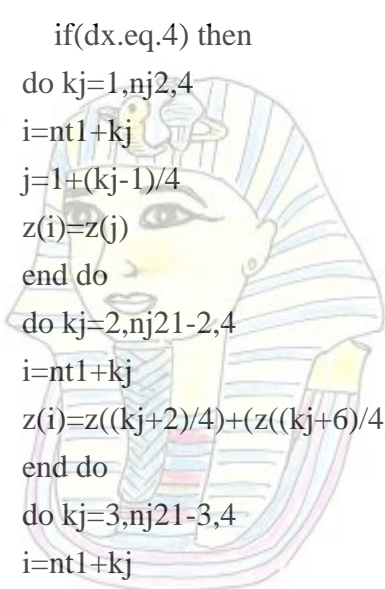 if(dx.eq.4) then
do kj=1,nj2,4
i=nt1+kj
j=1+(kj-1)/4
z(i)=z(j)
end do
do kj=2,nj21-2,4
i=nt1+kj
z(i)=z((kj+2)/4)+(z((kj+6)/4
end do
do kj=3,nj21-3,4
i=nt1+kj